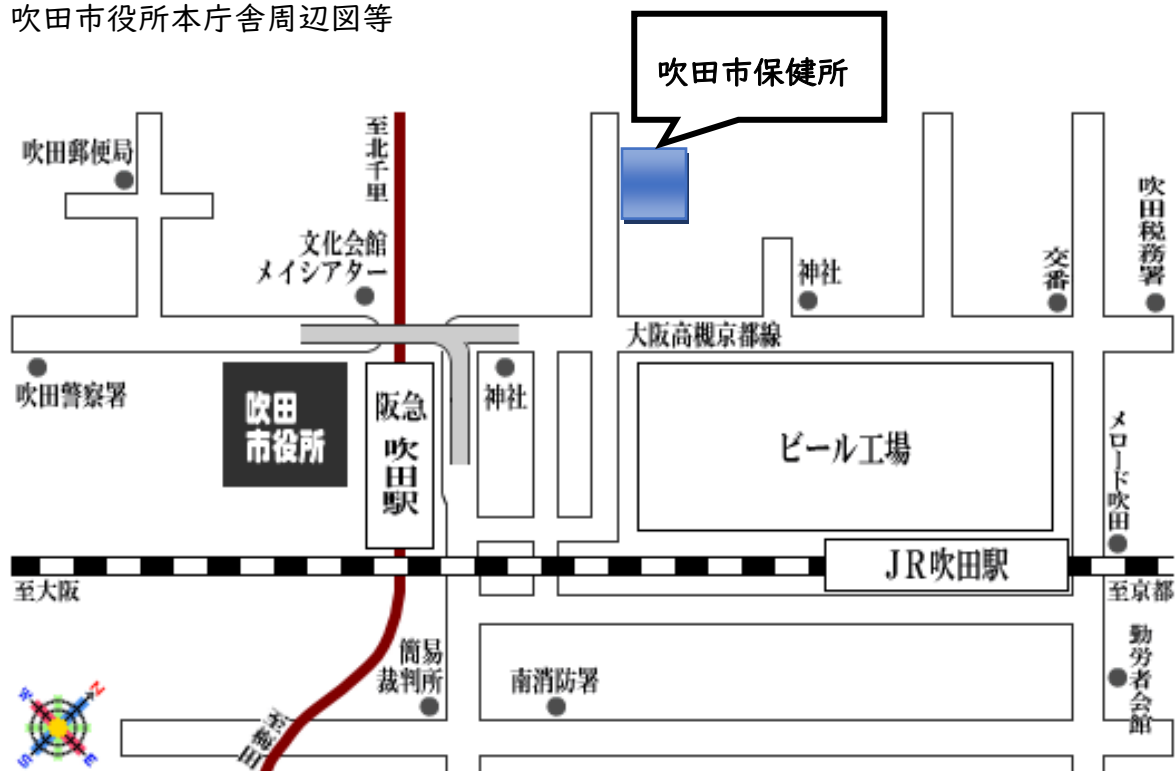 吹田市役所本庁舎周辺図等
吹田市保健所
吹田郵便局
至北千里
文化会館
メイシアター
神社
交番
吹田税務署
大阪高槻京都線
吹田警察署
吹田
市役所
阪急
吹田駅
神社
ビール工場
メロード吹田
JR吹田駅
至大阪
至京都
簡易
裁判所
南消防署
勤労者会館
至梅田
W
N
S
E